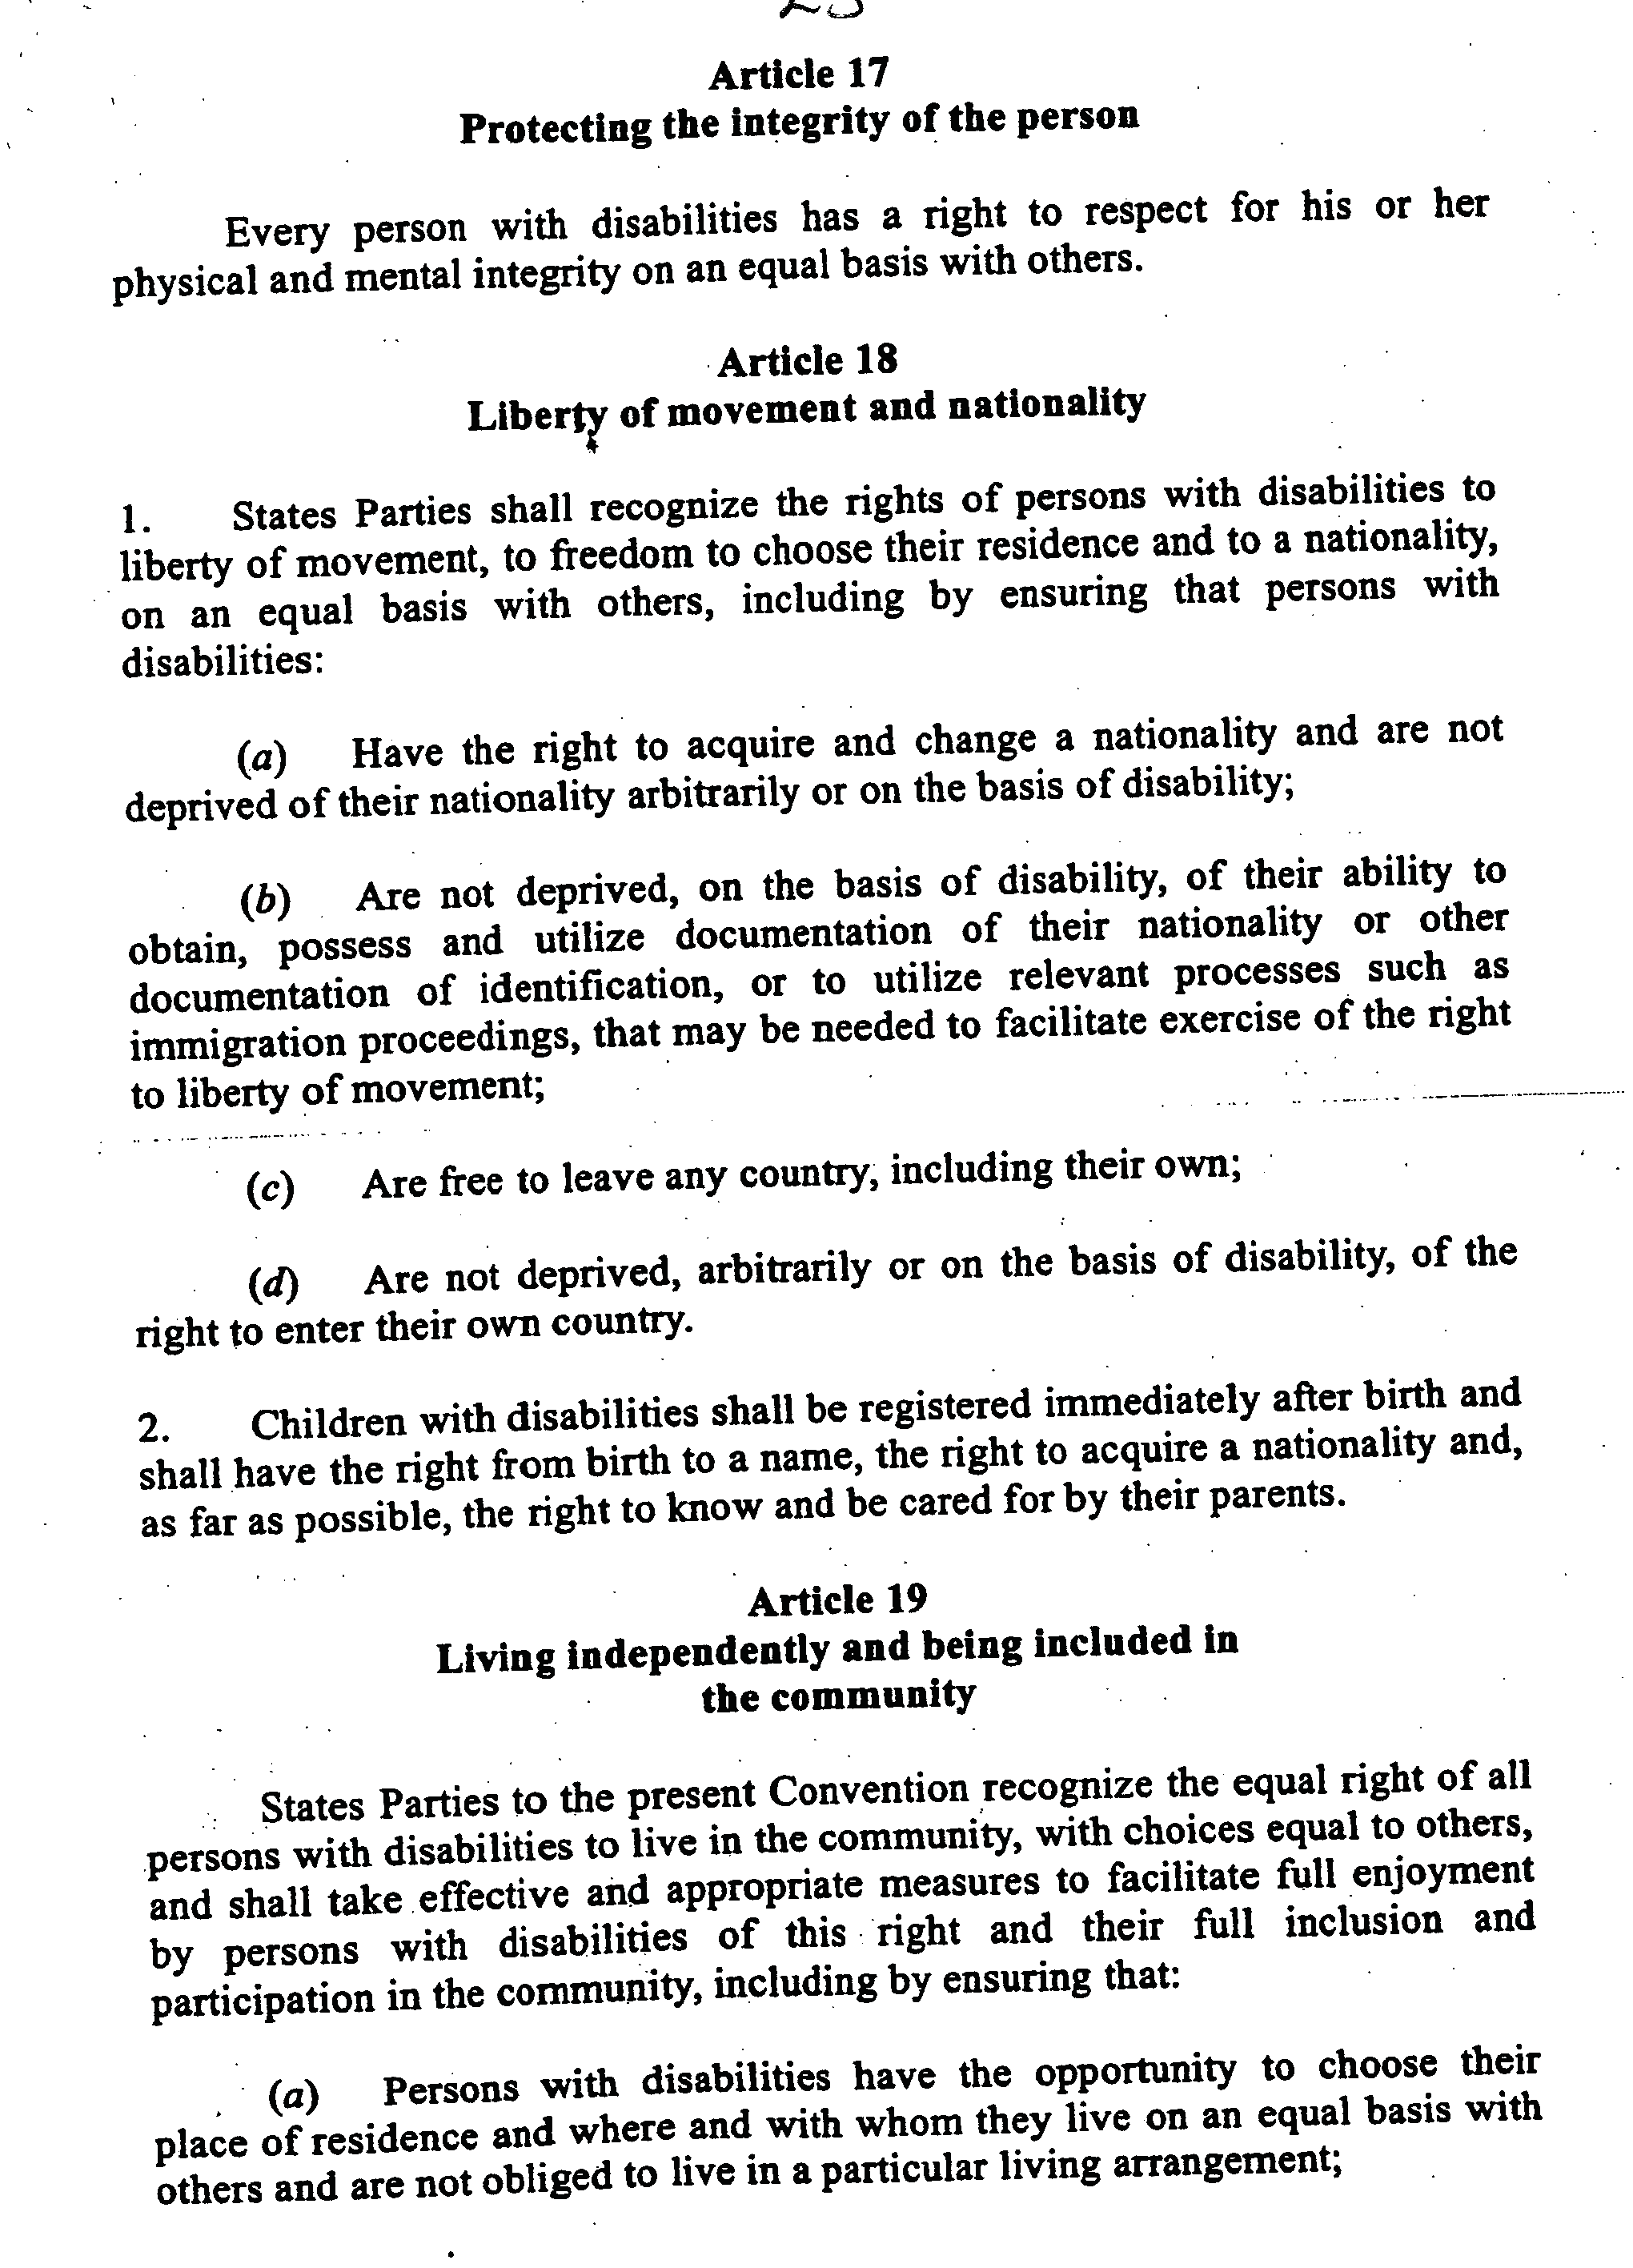 Article 17
Protecting the integrity of the person
Every person with disabilities has a right to respect for his or her
physical and mental integrity on an equal basis with others.
Article 18
Liberty of movement and nationality
1. States Parties shall recognize the rights of persons with disabilities to
liberty of movement, to freedom to choose their residence and to a nationality,
on an equal basis with others, including by ensuring that persons with
disabilities:
(a) Have the right to acquire and change a nationality and are not
deprived of their nationality arbitrarily or on the basis of disability;
(b) Are not deprived, on the basis of disability, of their ability to
obtain, possess and utilize documentation of their nationality or other
documentation of identification, or to utilize relevant processes such as
immigration proceedings, that may be needed to facilitate exercise of the right
to liberty of movement;
(c) Are free to leave any country, including their own;
(d) Are not deprived, arbitrarily or on the basis of disability, of the
right to enter their own country.
2. Children with disabilities shall be registered immediately after birth and
shall have the right from birth to a name, the right to acquire a nationality and,
as far as possible, the right to know and be cared for by their parents.
Article 19
Living independently and being included in
the community
States Parties to the present Convention recognize the equal right of all
persons with disabilities to live in the community, with choices equal to others,
and shall take effective and appropriate measures to facilitate full enjoyment
by persons with disabilities of this right and their full inclusion and
participation in the community, including by ensuring that:
(a) Persons with disabilities have the opportunity to choose their
place of residence and where and with whom they live on an equal basis with
others and are not obliged to live in a particular living arrangement;